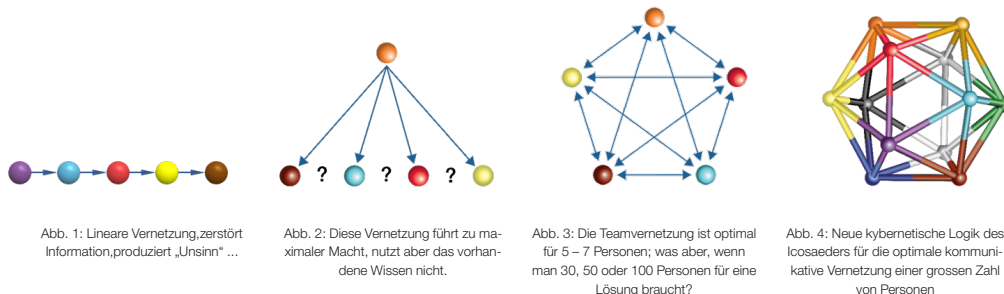 ? ? ?
Abb. 1: Lineare Vernetzung,zerstört
Information,produziert „Unsinn“ ...
Abb. 2: Diese Vernetzung führt zu ma-
ximaler Macht, nutzt aber das vorhan-
dene Wissen nicht.
Abb. 3: Die Teamvernetzung ist optimal
für 5 – 7 Personen; was aber, wenn
man 30, 50 oder 100 Personen für eine
Lösung braucht?
Abb. 4: Neue kybernetische Logik des
Icosaeders für die optimale kommuni-
kative Vernetzung einer grossen Zahl
von Personen